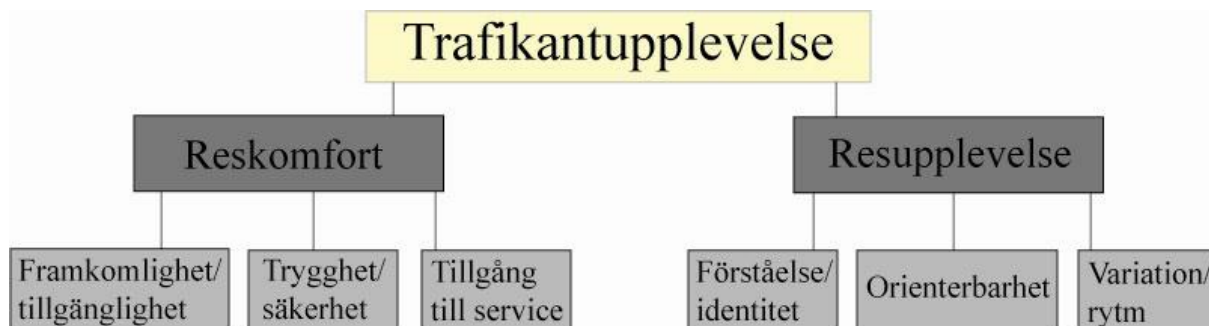 Trafikantupplevelse
Reskomfort
Resupplevelse
Framkomlighet/
tillgänglighet
Trygghet/
säkerhet
Tillgång
till service
Förståelse/
identitet
Orienterbarhet
Variation/
rytm